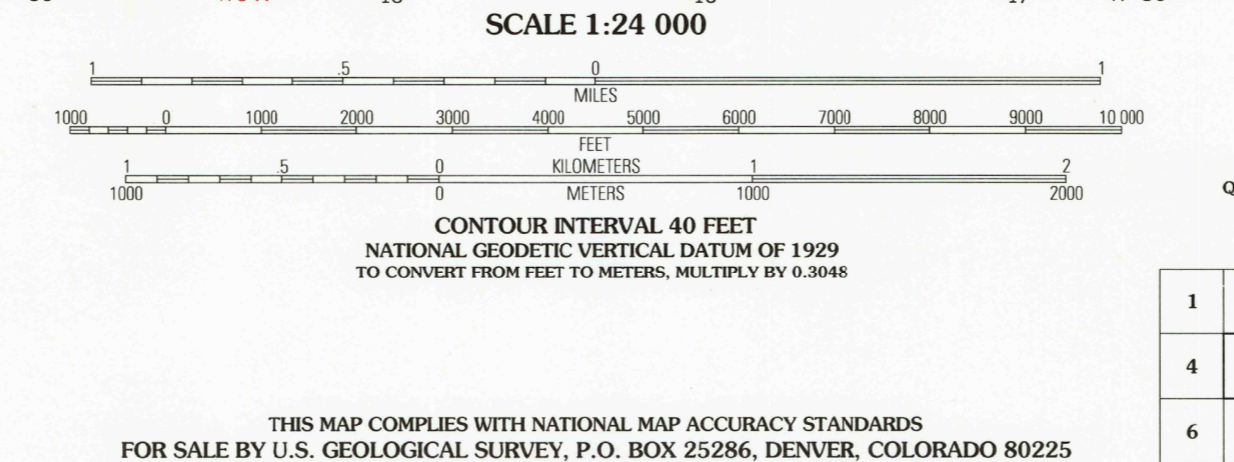 SCALE 1:24 000
1 .5 0 1
MILES
1000 0 1000 2000 3000 4000 5000 6000 7000 8000 9000 10 000
FEET
1 .5 0 KILOMETERS 1 2
1000 0 METERS 1000 2000
CONTOUR INTERVAL 40 FEET
NATIONAL GEODETIC VERTICAL DATUM OF 1929
TO CONVERT FROM FEET TO METERS, MULTIPLY BY 0.3048
THIS MAP COMPLIES WITH NATIONAL MAP ACCURACY STANDARDS
FOR SALE BY U.S. GEOLOGICAL SURVEY, P.O. BOX 25286, DENVER, COLORADO 80225
Q
1
4
6